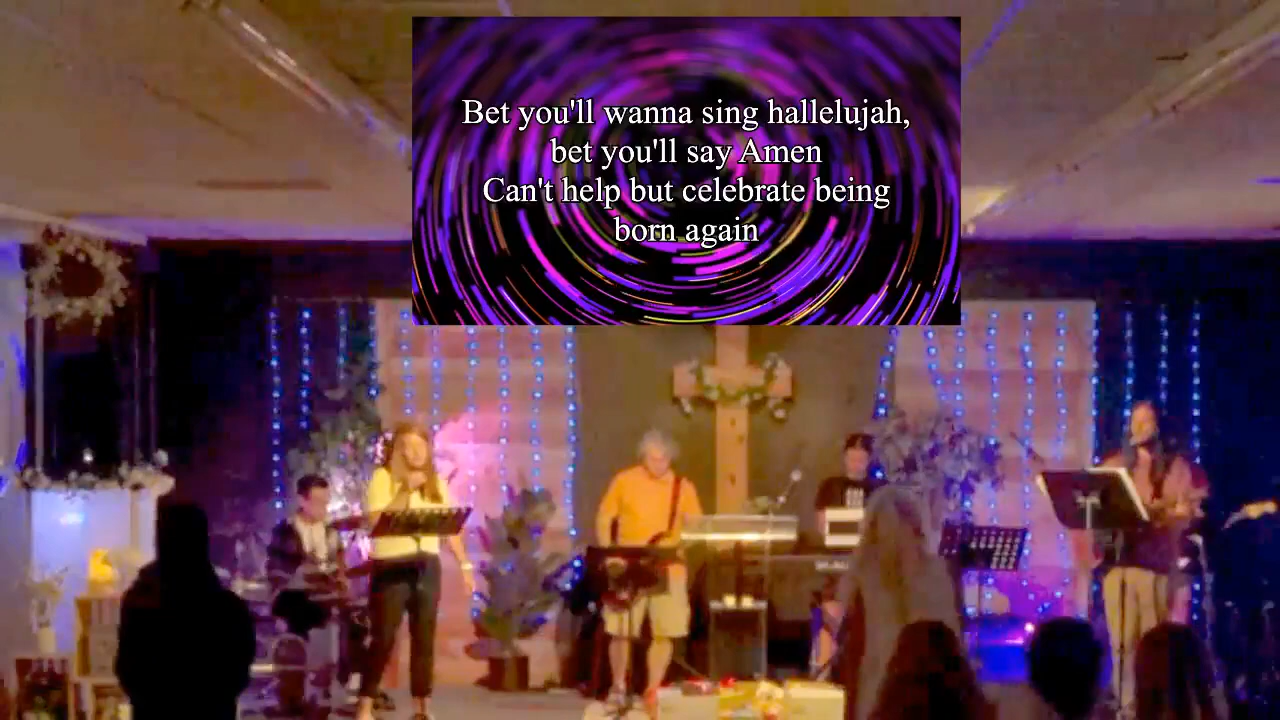 Bet you'll wanna sing hallelujah,
bet you'll say Amen
Can't help but celebrate being
born again